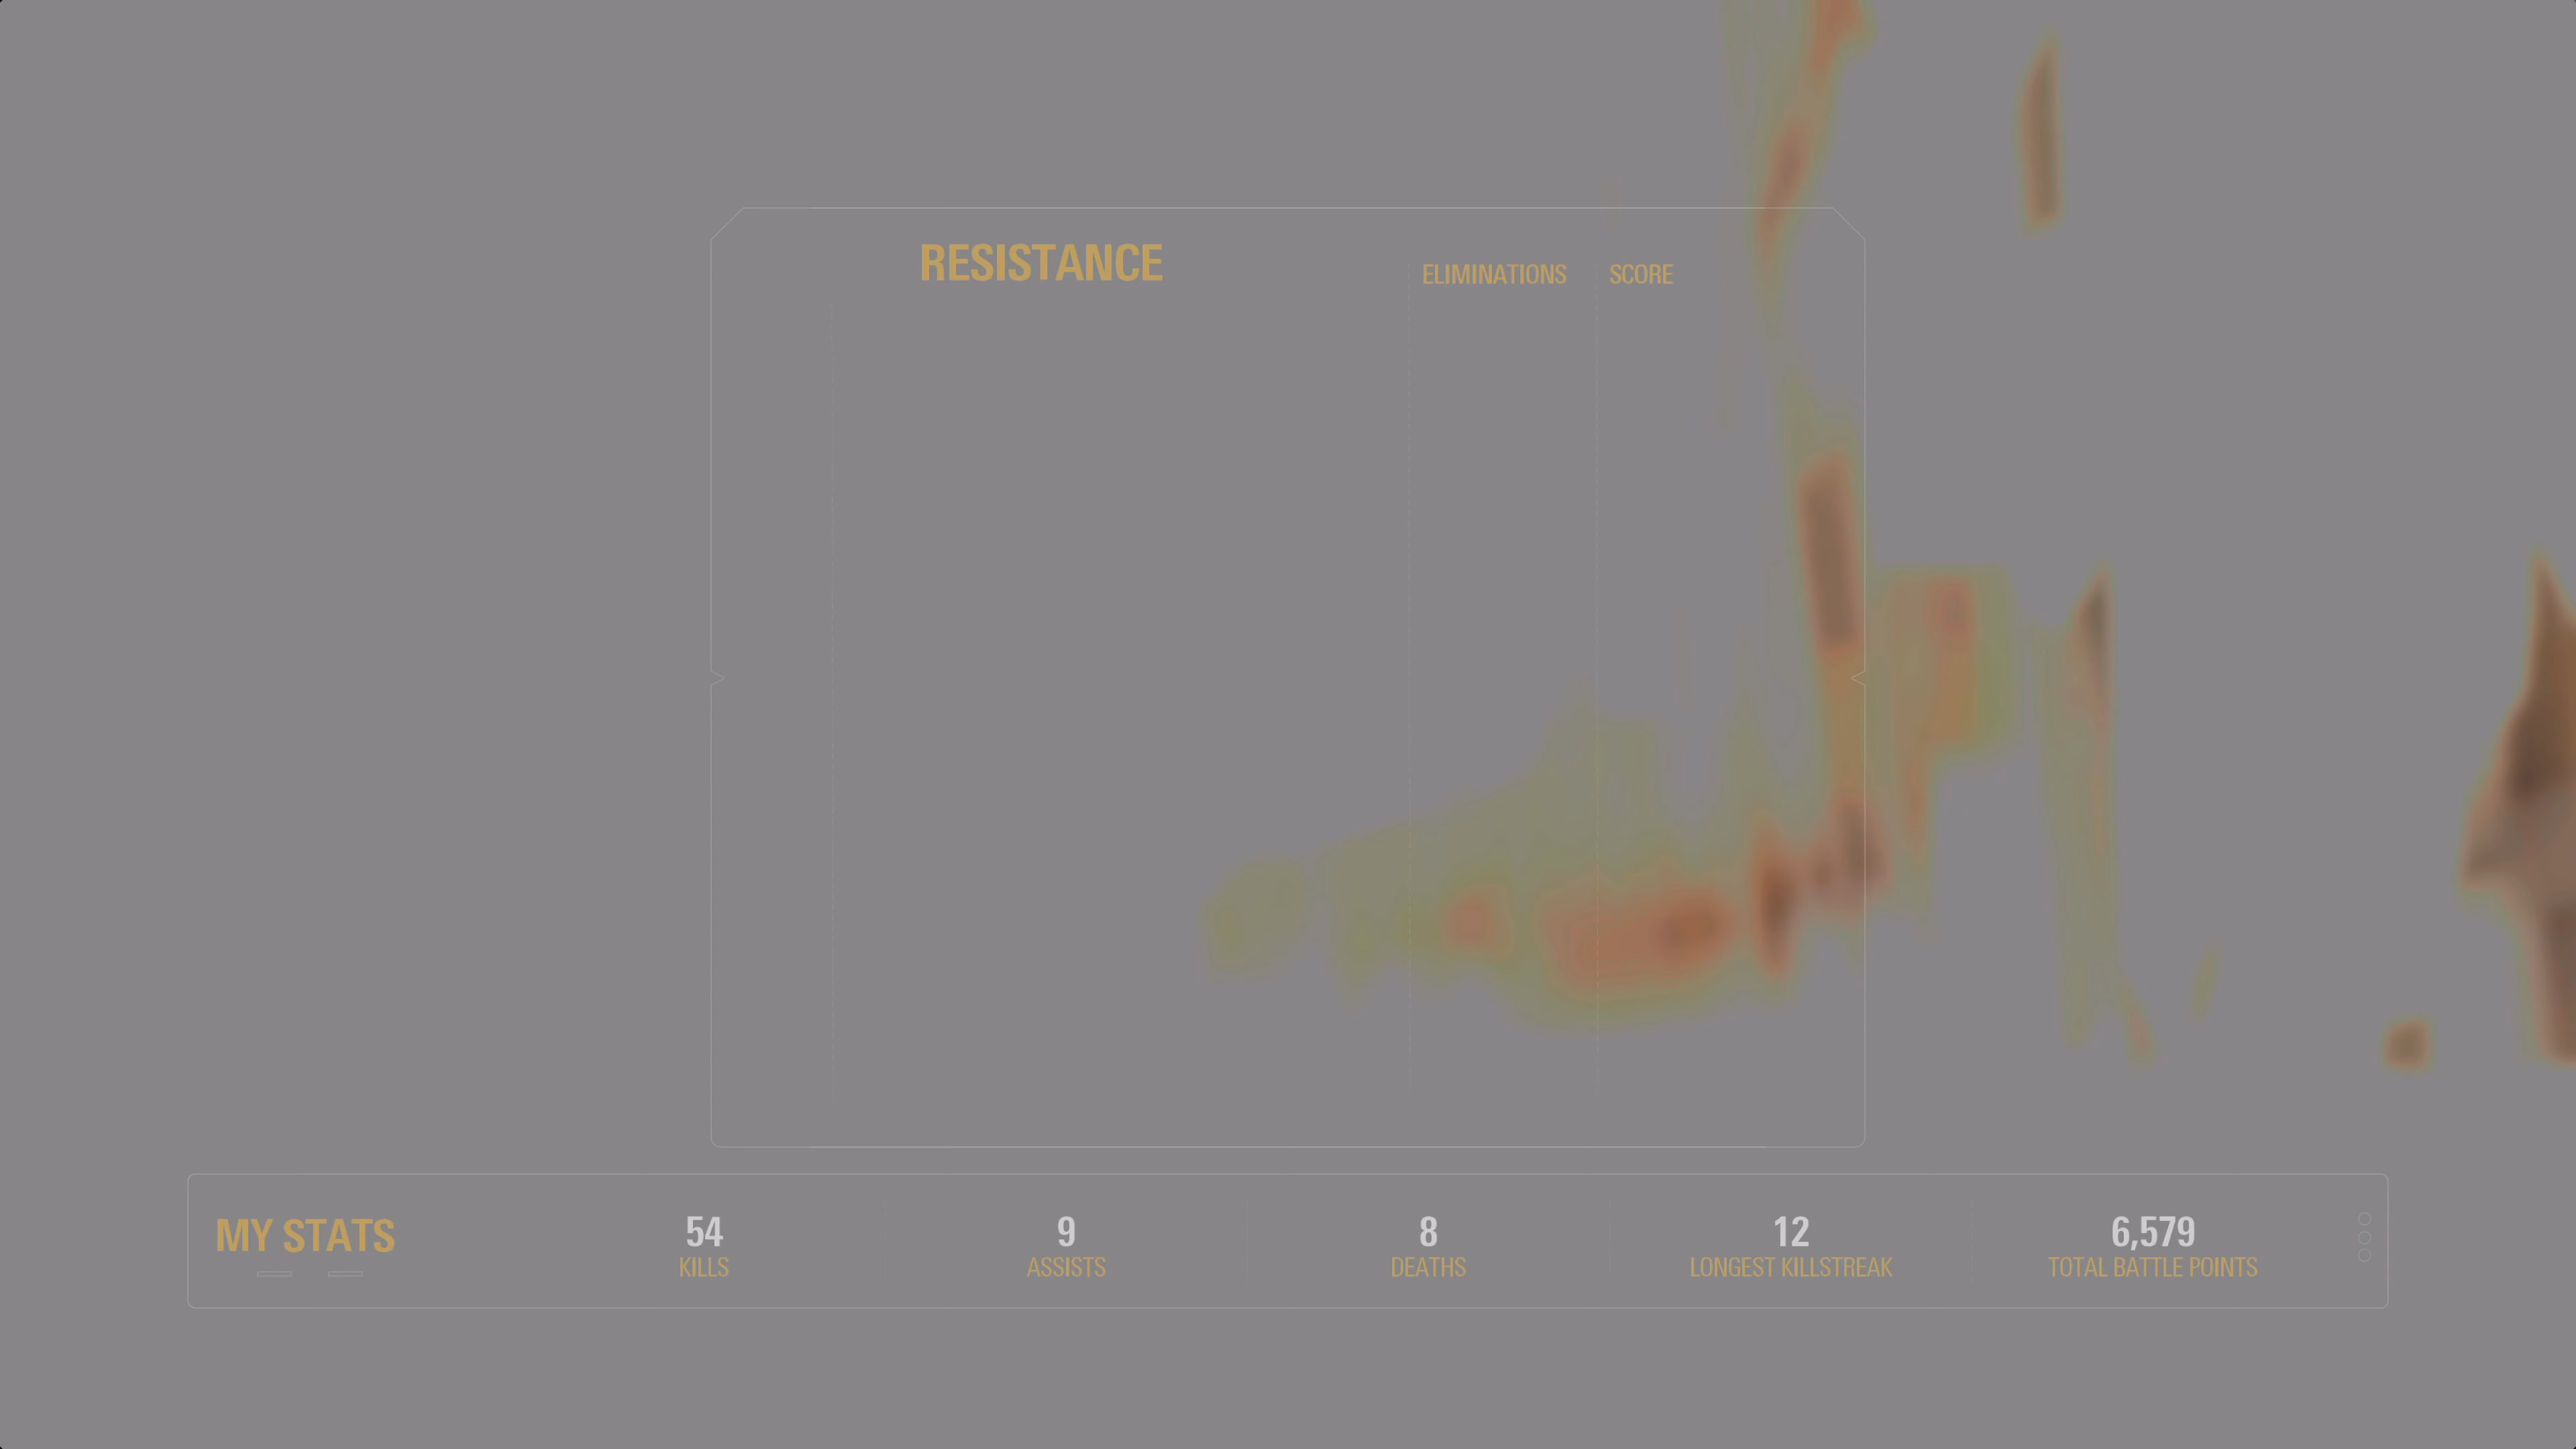 RESISTANCE
ELIMINATIONS SCORE
MY STATS
54 9 8 12 6,579
KILLS ASSISTS DEATHS LONGEST KILLSTREAK TOTAL BATTLE POINTS